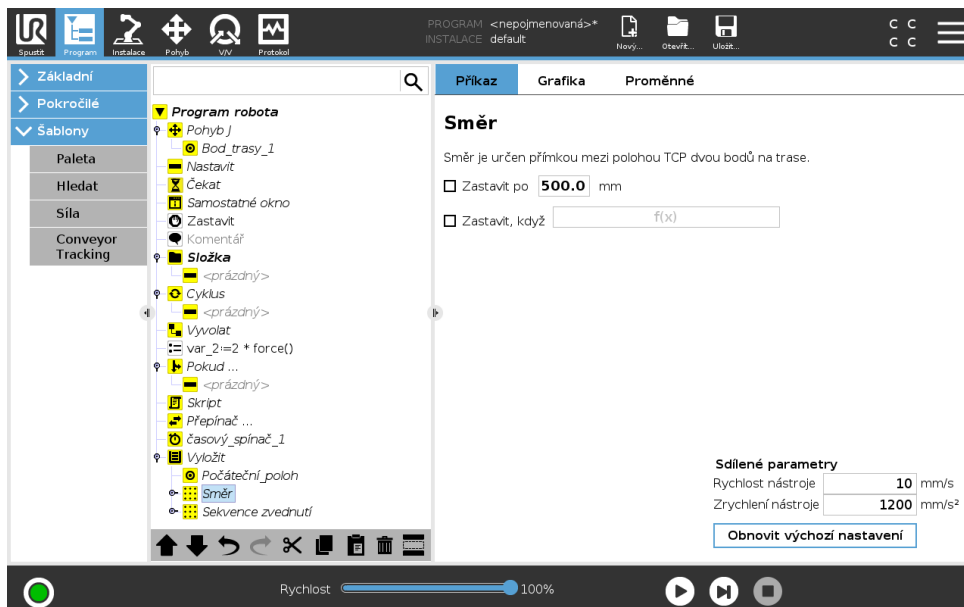 PROGRAM <nepojmenovaná>*
INSTALACE default
Spustit
Program
Instalace
Pohyb
V/V
Protokol
Nový...
Otevřít...
Uložit...
C C
C C
Základní
Pokročilé
Šablony
Paleta
Hledat
Síla
Conveyor
Tracking
Program robota
Pohyb J
Bod_trasy_1
Nastavit
Čekat
Samostatné okno
Zastavit
Komentář
Složka
<prázdný>
Cyklus
<prázdný>
Vyvolat
var_2:=2 * force()
Pokud ...
<prázdný>
Skript
Přepínač ...
časový_spínač_1
Vyložit
Počáteční_poloh
Směr
Sekvence zvednutí
Příkaz
Grafika
Proměnné
Směr
Směr je určen přímkou mezi polohou TCP dvou bodů na trase.
Zastavit po 500.0 mm
Zastavit, když f(x)
Sdílené parametry
Rychlost nástroje 10 mm/s
Zrychlení nástroje 1200 mm/s²
Obnovit výchozí nastavení
Rychlost 100%